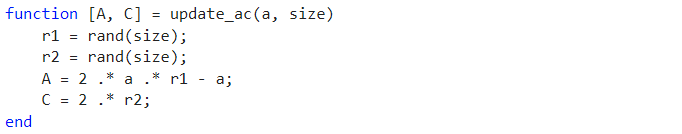 function [A, C] = update_ac(a, size)
    r1 = rand(size);
    r2 = rand(size);
    A = 2 .* a .* r1 - a;
    C = 2 .* r2;
end